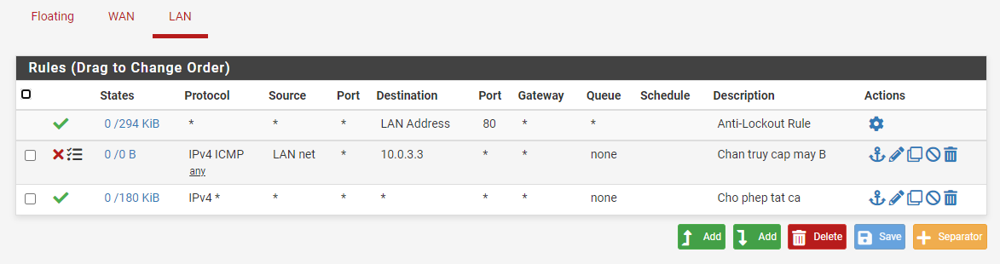 Floating WAN LAN
Rules (Drag to Change Order)
States Protocol Source Port Destination Port Gateway Queue Schedule Description Actions
0 /294 KiB * * * LAN Address 80 * * Anti-Lockout Rule
0 /0 B IPv4 ICMP LAN net * 10.0.3.3 * * none Chan truy cap may B
any
0 /180 KiB IPv4 * * * * * * none Cho phep tat ca
Add Add Delete Save Separator